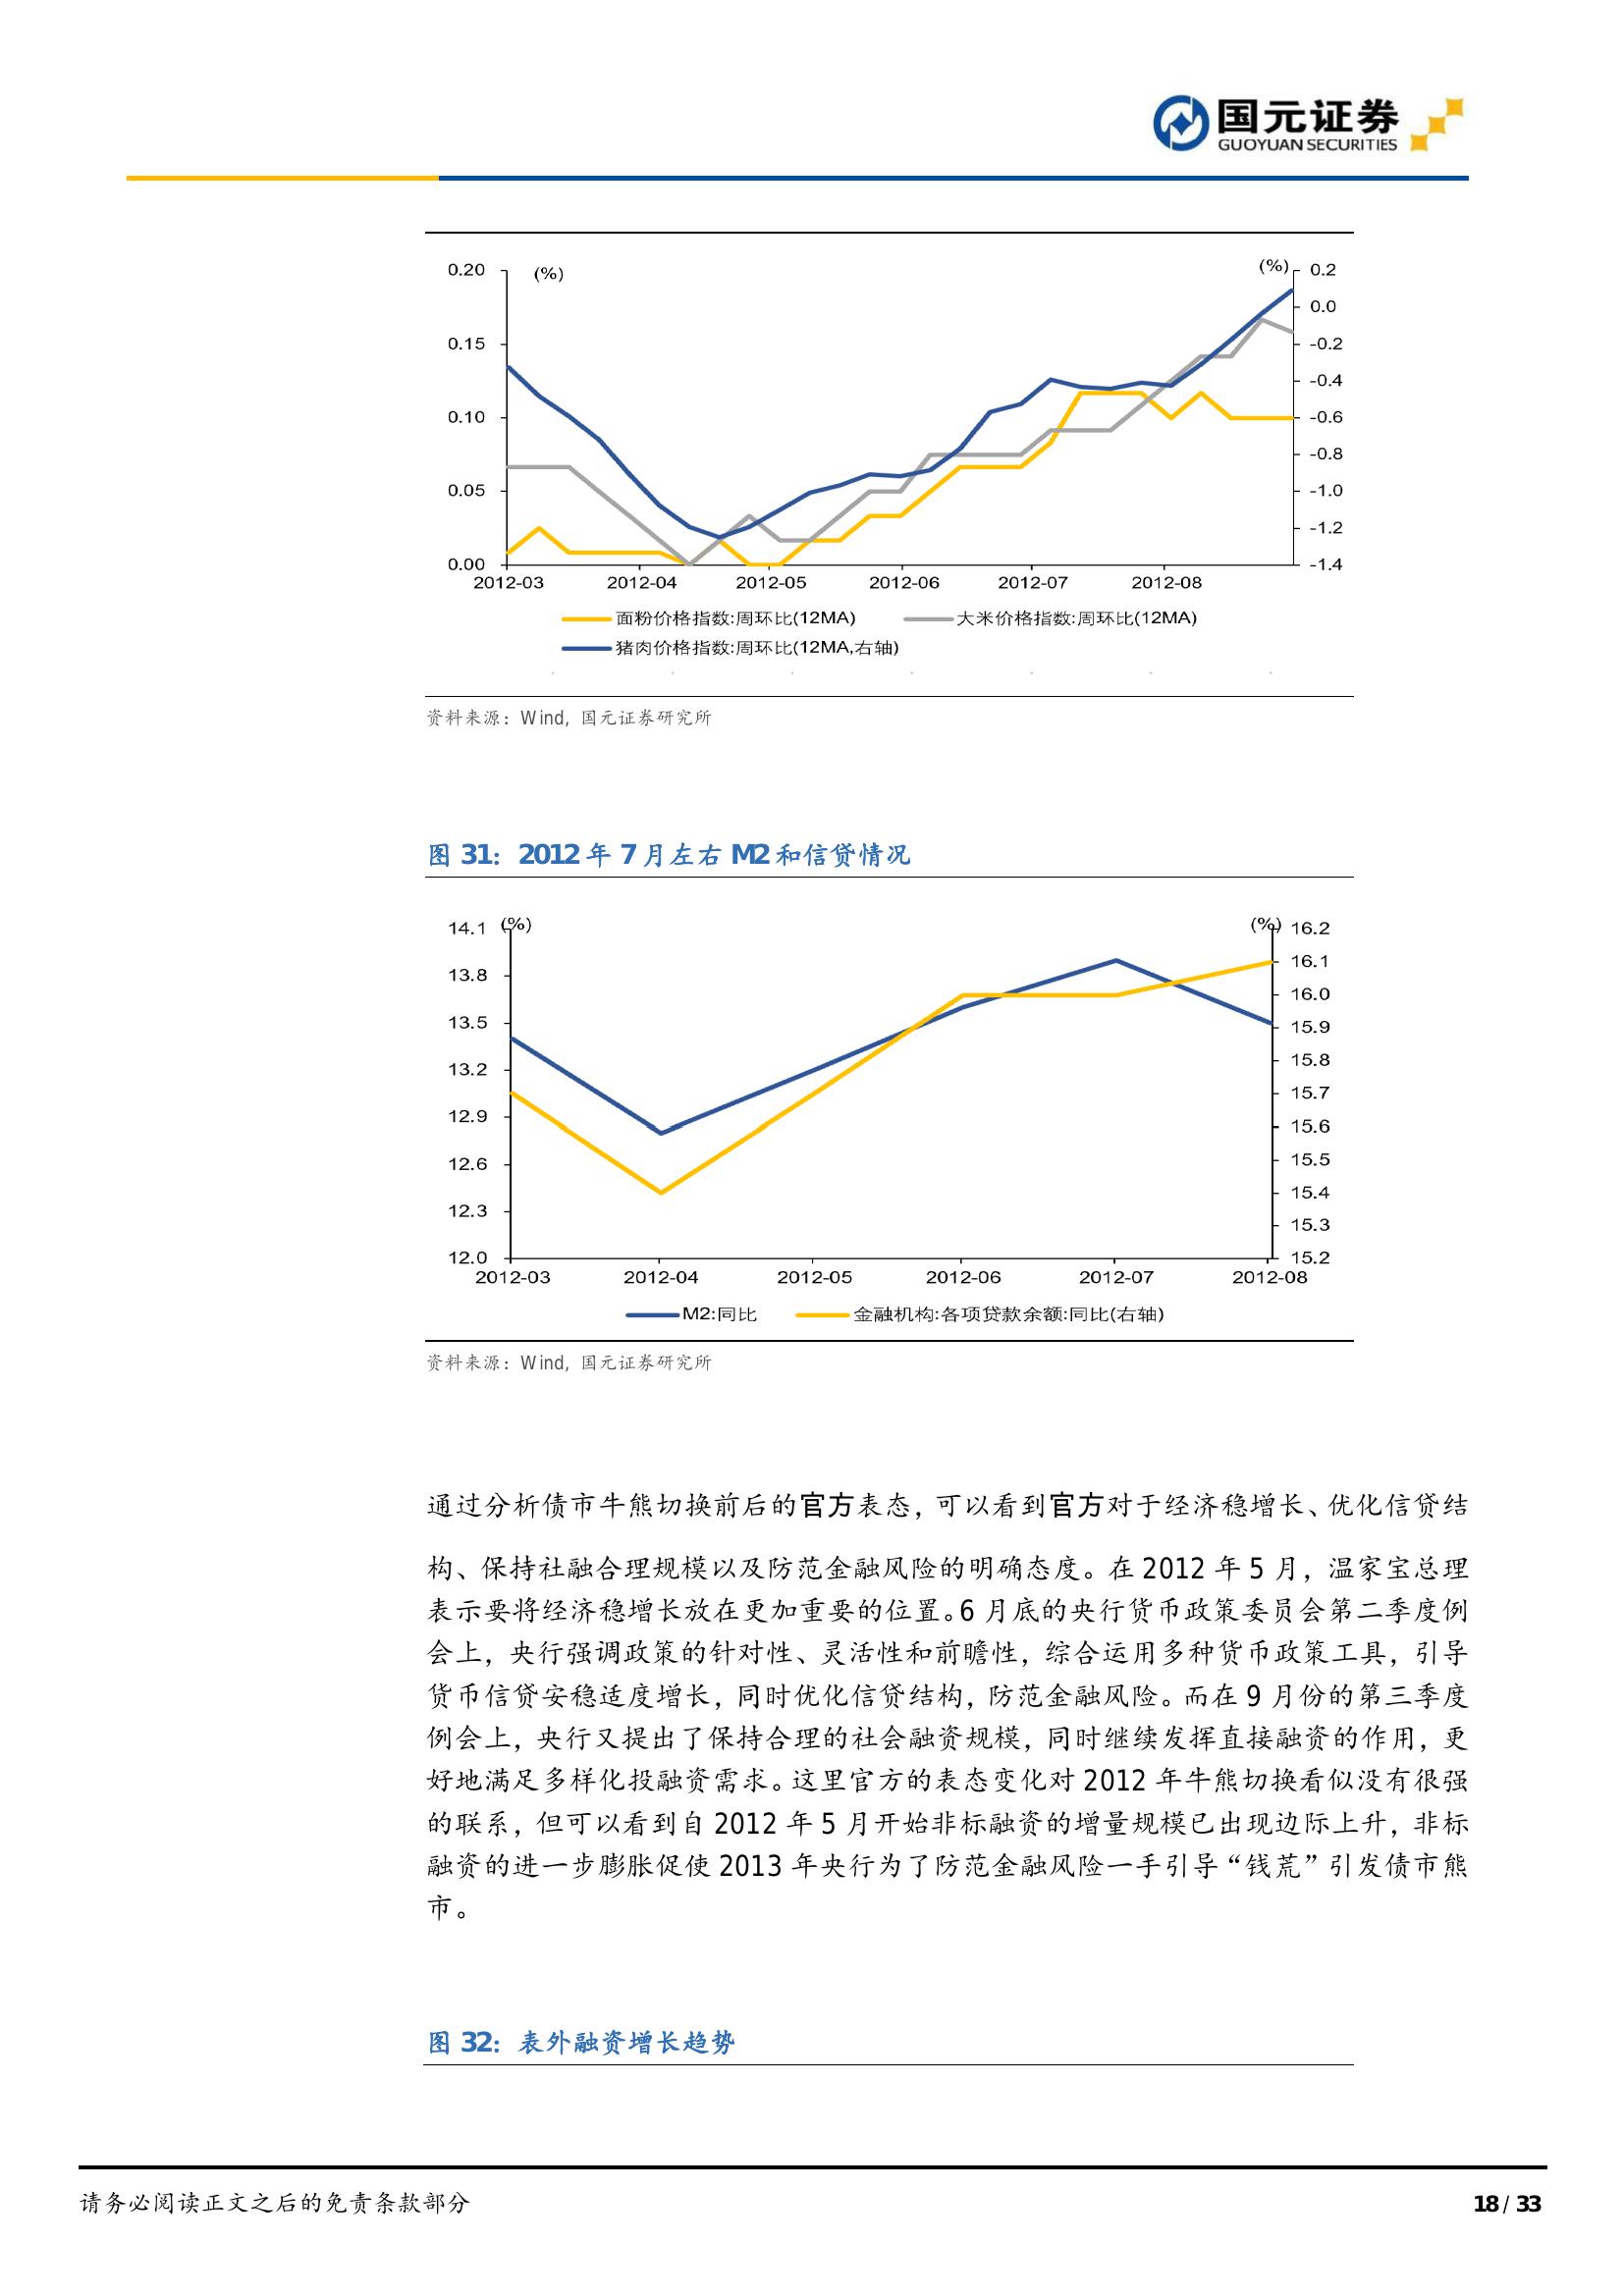 国元证券
GUOYUAN SECURITIES
(%)
(%)
0.20
0.15
0.10
0.05
0.00
0.2
0.0
-0.2
-0.4
-0.6
-0.8
-1.0
-1.2
-1.4
2012-03 2012-04 2012-05 2012-06 2012-07 2012-08
面粉价格指数:周环比(12MA) 大米价格指数:周环比(12MA)
猪肉价格指数:周环比(12MA,右轴)
资料来源：Wind，国元证券研究所
图 31：2012 年 7 月左右 M2 和信贷情况
(%)
(%)
14.1
13.8
13.5
13.2
12.9
12.6
12.3
12.0
16.2
16.1
16.0
15.9
15.8
15.7
15.6
15.5
15.4
15.3
15.2
2012-03 2012-04 2012-05 2012-06 2012-07 2012-08
M2:同比 金融机构:各项贷款余额:同比(右轴)
资料来源：Wind，国元证券研究所
通过分析债市牛熊切换前后的官方表态，可以看到官方对于经济稳增长、优化信贷结
构、保持社融合理规模以及防范金融风险的明确态度。在 2012 年 5 月，温家宝总理
表示要将经济稳增长放在更加重要的位置。6 月底的央行货币政策委员会第二季度例
会上，央行强调政策的针对性、灵活性和前瞻性，综合运用多种货币政策工具，引导
货币信贷安稳适度增长，同时优化信贷结构，防范金融风险。而在 9 月份的第三季度
例会上，央行又提出了保持合理的社会融资规模，同时继续发挥直接融资的作用，更
好地满足多样化投融资需求。这里官方的表态变化对 2012 年牛熊切换看似没有很强
的联系，但可以看到自 2012 年 5 月开始非标融资的增量规模已出现边际上升，非标
融资的进一步膨胀促使 2013 年央行为了防范金融风险一手引导“钱荒”引发债市熊
市。
图 32：表外融资增长趋势
请务必阅读正文之后的免责条款部分
18 / 33